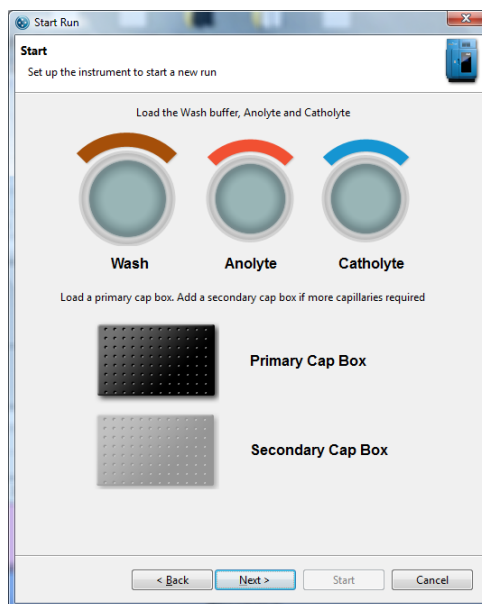 Start Run
Start
Set up the instrument to start a new run
Load the Wash buffer, Anolyte and Catholyte
Wash Anolyte Catholyte
Load a primary cap box. Add a secondary cap box if more capillaries required
Primary Cap Box
Secondary Cap Box
< Back Next > Start Cancel